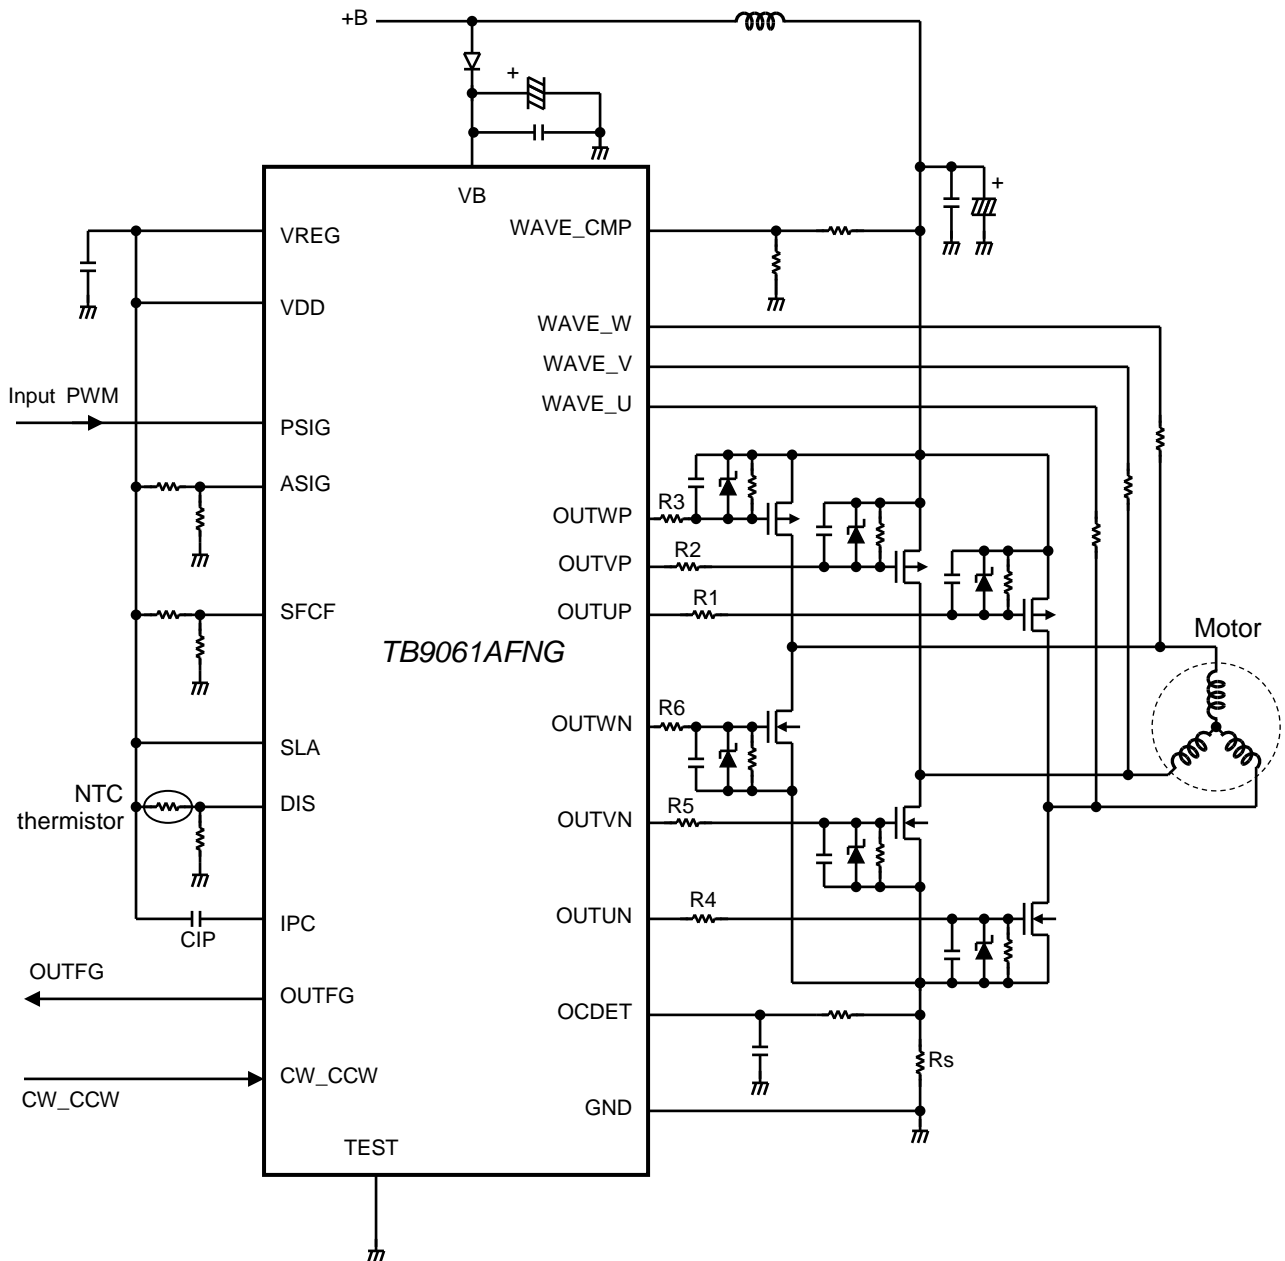 +B
+
VB
+
VREG
WAVE_CMP
VDD
WAVE_W
WAVE_V
Input PWM
WAVE_U
PSIG
ASIG
R3
OUTWP
R2
OUTVP
R1
SFCF
OUTUP
Motor
TB9061AFNG
R6
OUTWN
SLA
NTC
thermistor
DIS
R5
OUTVN
R4
IPC
OUTUN
CIP
OUTFG
OUTFG
OCDET
Rs
CW_CCW
CW_CCW
GND
TEST